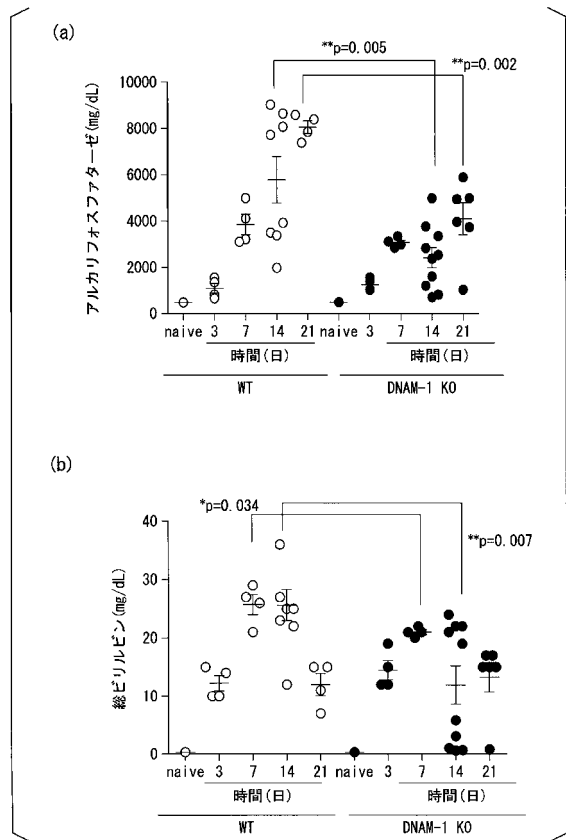 (a)
**p=0.005
**p=0.002
アルカリフォスファターゼ(mg/dL)
10000
8000
6000
4000
2000
0
naive 3 7 14 21 naive 3 7 14 21
時間(日) 時間(日)
WT DNAM-1 KO
(b)
*p=0.034
**p=0.007
総ビリルビン(mg/dL)
40
30
20
10
0
naive 3 7 14 21 naive 3 7 14 21
時間(日) 時間(日)
WT DNAM-1 KO